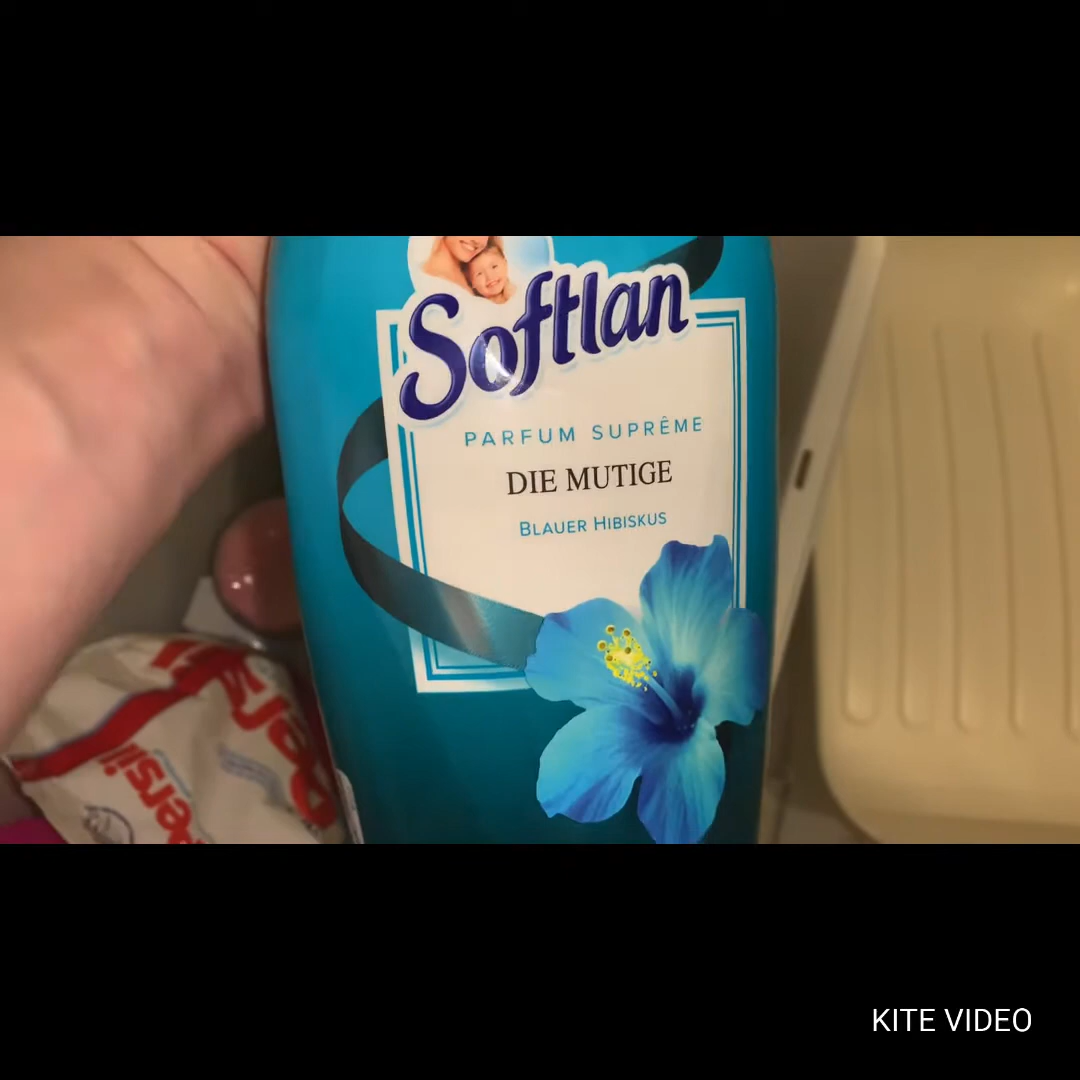 Softlan
PARFUM SUPRÊME
DIE MUTIGE
BLAUER HIBISKUS
KITE VIDEO